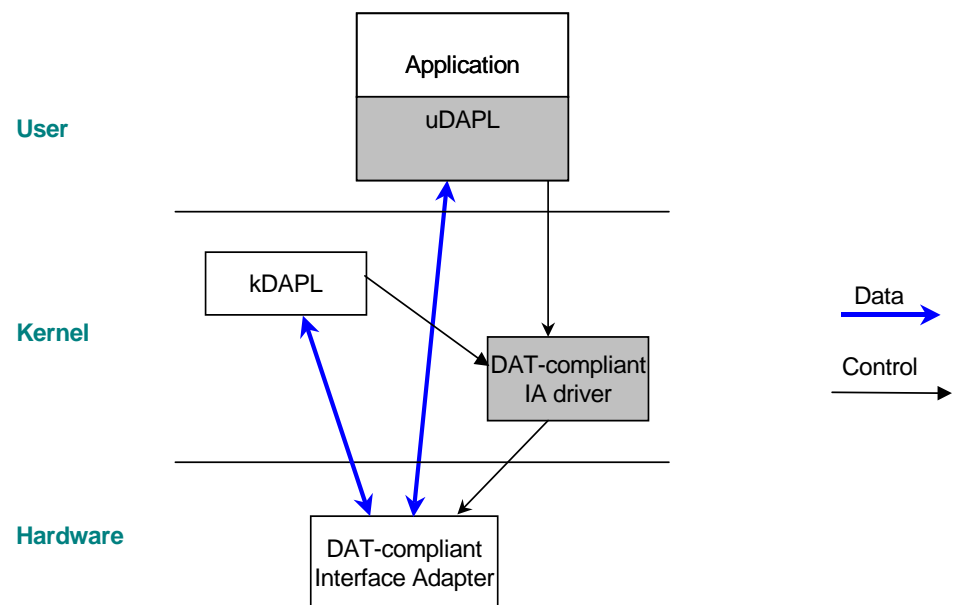 Application
uDAPL
User
kDAPL
Kernel
DAT-compliant
IA driver
Data
Control
Hardware
DAT-compliant
Interface Adapter